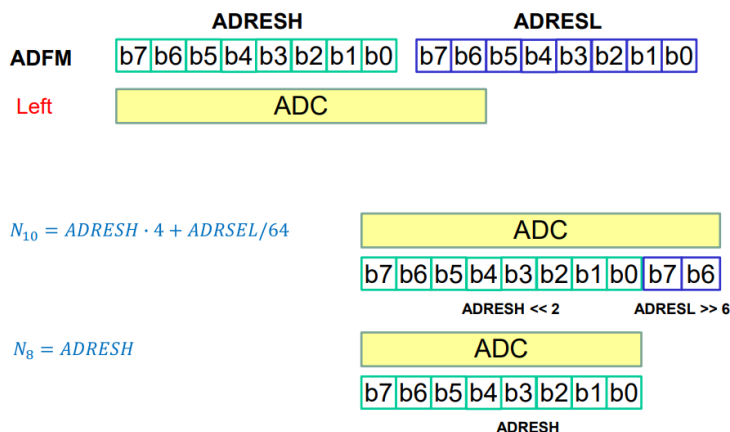 ADRESH ADRESL
ADFM b7 b6 b5 b4 b3 b2 b1 b0 b7 b6 b5 b4 b3 b2 b1 b0
Left ADC
N₁₀ = ADRESH · 4 + ADRSEL/64 ADC
b7 b6 b5 b4 b3 b2 b1 b0 b7 b6
ADRESH << 2 ADRESL >> 6
N₈ = ADRESH ADC
b7 b6 b5 b4 b3 b2 b1 b0
ADRESH